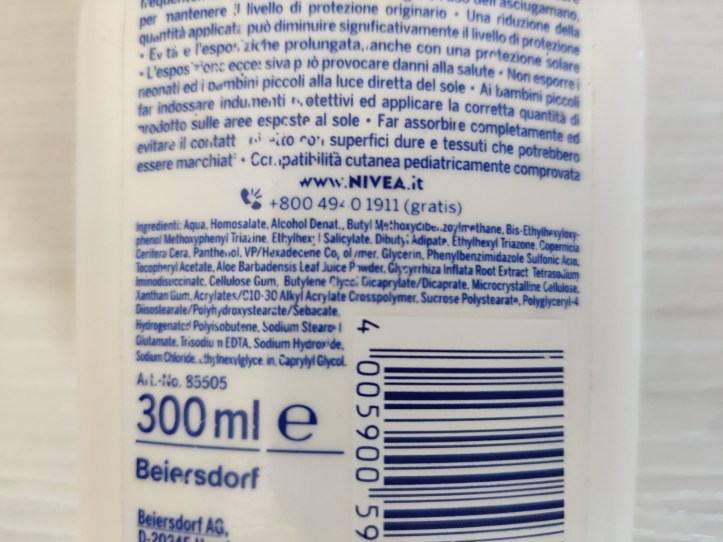 dell'asciugamano,
per mantenere il livello di protezione originario • Una riduzione della
quantità applicata può diminuire significativamente il livello di protezione
• Evita e l'esposiziche prolungata, anche con una protezione solare
• L'esposizione eccessiva può provocare danni alla salute • Non esporre i
neonati ed i bambini piccoli alla luce diretta del sole • Ai bambini piccoli
far indossare indumenti protettivi ed applicare la corretta quantità di
prodotto sulle aree esposte al sole • Far assorbire completamente ed
evitare il contatt con superfici dure e tessuti che potrebbero
essere marchiat • Compatibilità cutanea pediatricamente comprovata
www.NIVEA.it
+800 494 0 1911 (gratis)
Ingredienti: Aqua, Homosalate, Alcohol Denat., Butyl Methoxydibenzoylmethane, Bis-Ethylhexyloxy-
phenol Methoxyphenyl Triazine, Ethylhexyl Salicylate, Dibutyl Adipate, Ethylhexyl Triazone, Copernicia
Cerifera Cera, Panthenol, VP/Hexadecene Copolymer, Glycerin, Phenylbenzimidazole Sulfonic Acid,
Tocopheryl Acetate, Aloe Barbadensis Leaf Juice Powder, Glycyrrhiza Inflata Root Extract, Tetrasodium
Iminodisuccinate, Cellulose Gum, Butylene Glycol Dicaprylate/Dicaprate, Microcrystalline Cellulose,
Xanthan Gum, Acrylates/C10-30 Alkyl Acrylate Crosspolymer, Sucrose Polystearate, Polyglyceryl-4
Diisostearate/Polyhydroxystearate/Sebacate,
Hydrogenated Polyisobutene, Sodium Stearoyl
Glutamate, Trisodium EDTA, Sodium Hydroxide,
Sodium Chloride, Ethylhexylglycerin, Caprylyl Glycol.
Art.-No. 85505
300 ml e
Beiersdorf
Beiersdorf AG,
4 005900 59